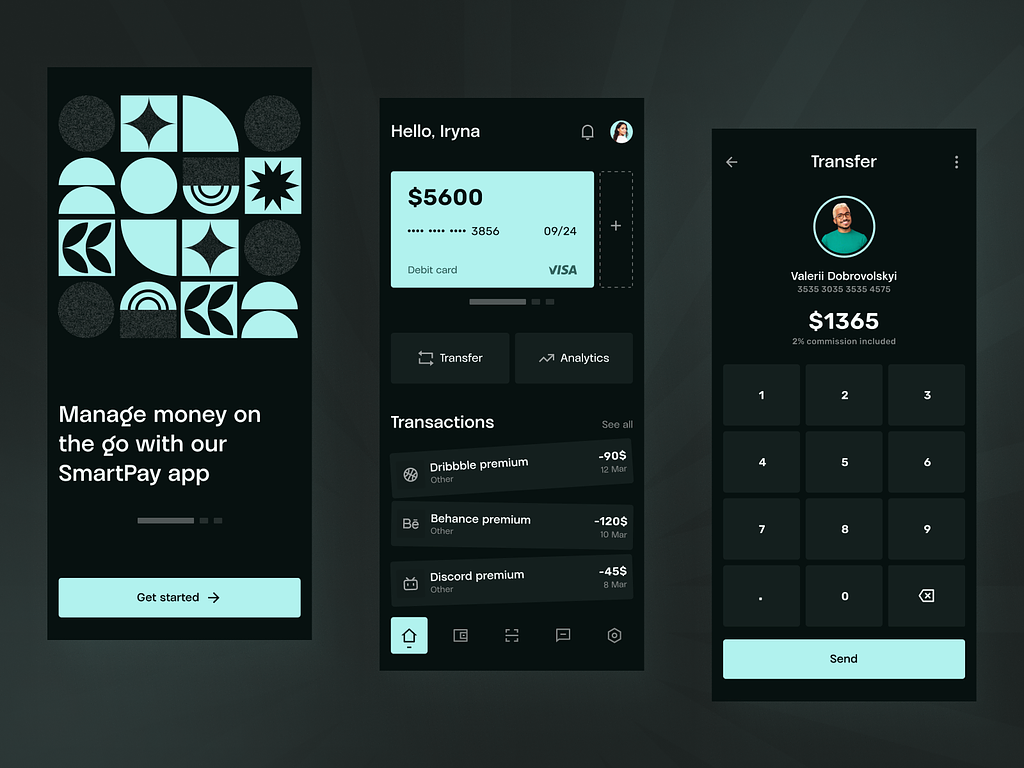 Manage money on
the go with our
SmartPay app
Get started
Hello, Iryna
$5600
•••• •••• •••• 3856 09/24
Debit card VISA
Transfer Analytics
Transactions See all
Dribbble premium -90$
Other 12 Mar
Bē Behance premium -120$
Other 10 Mar
Discord premium -45$
Other 8 Mar
Transfer
Valerii Dobrovolskyi
3535 3035 3535 4575
$1365
2% commission included
1 2 3
4 5 6
7 8 9
. 0
Send